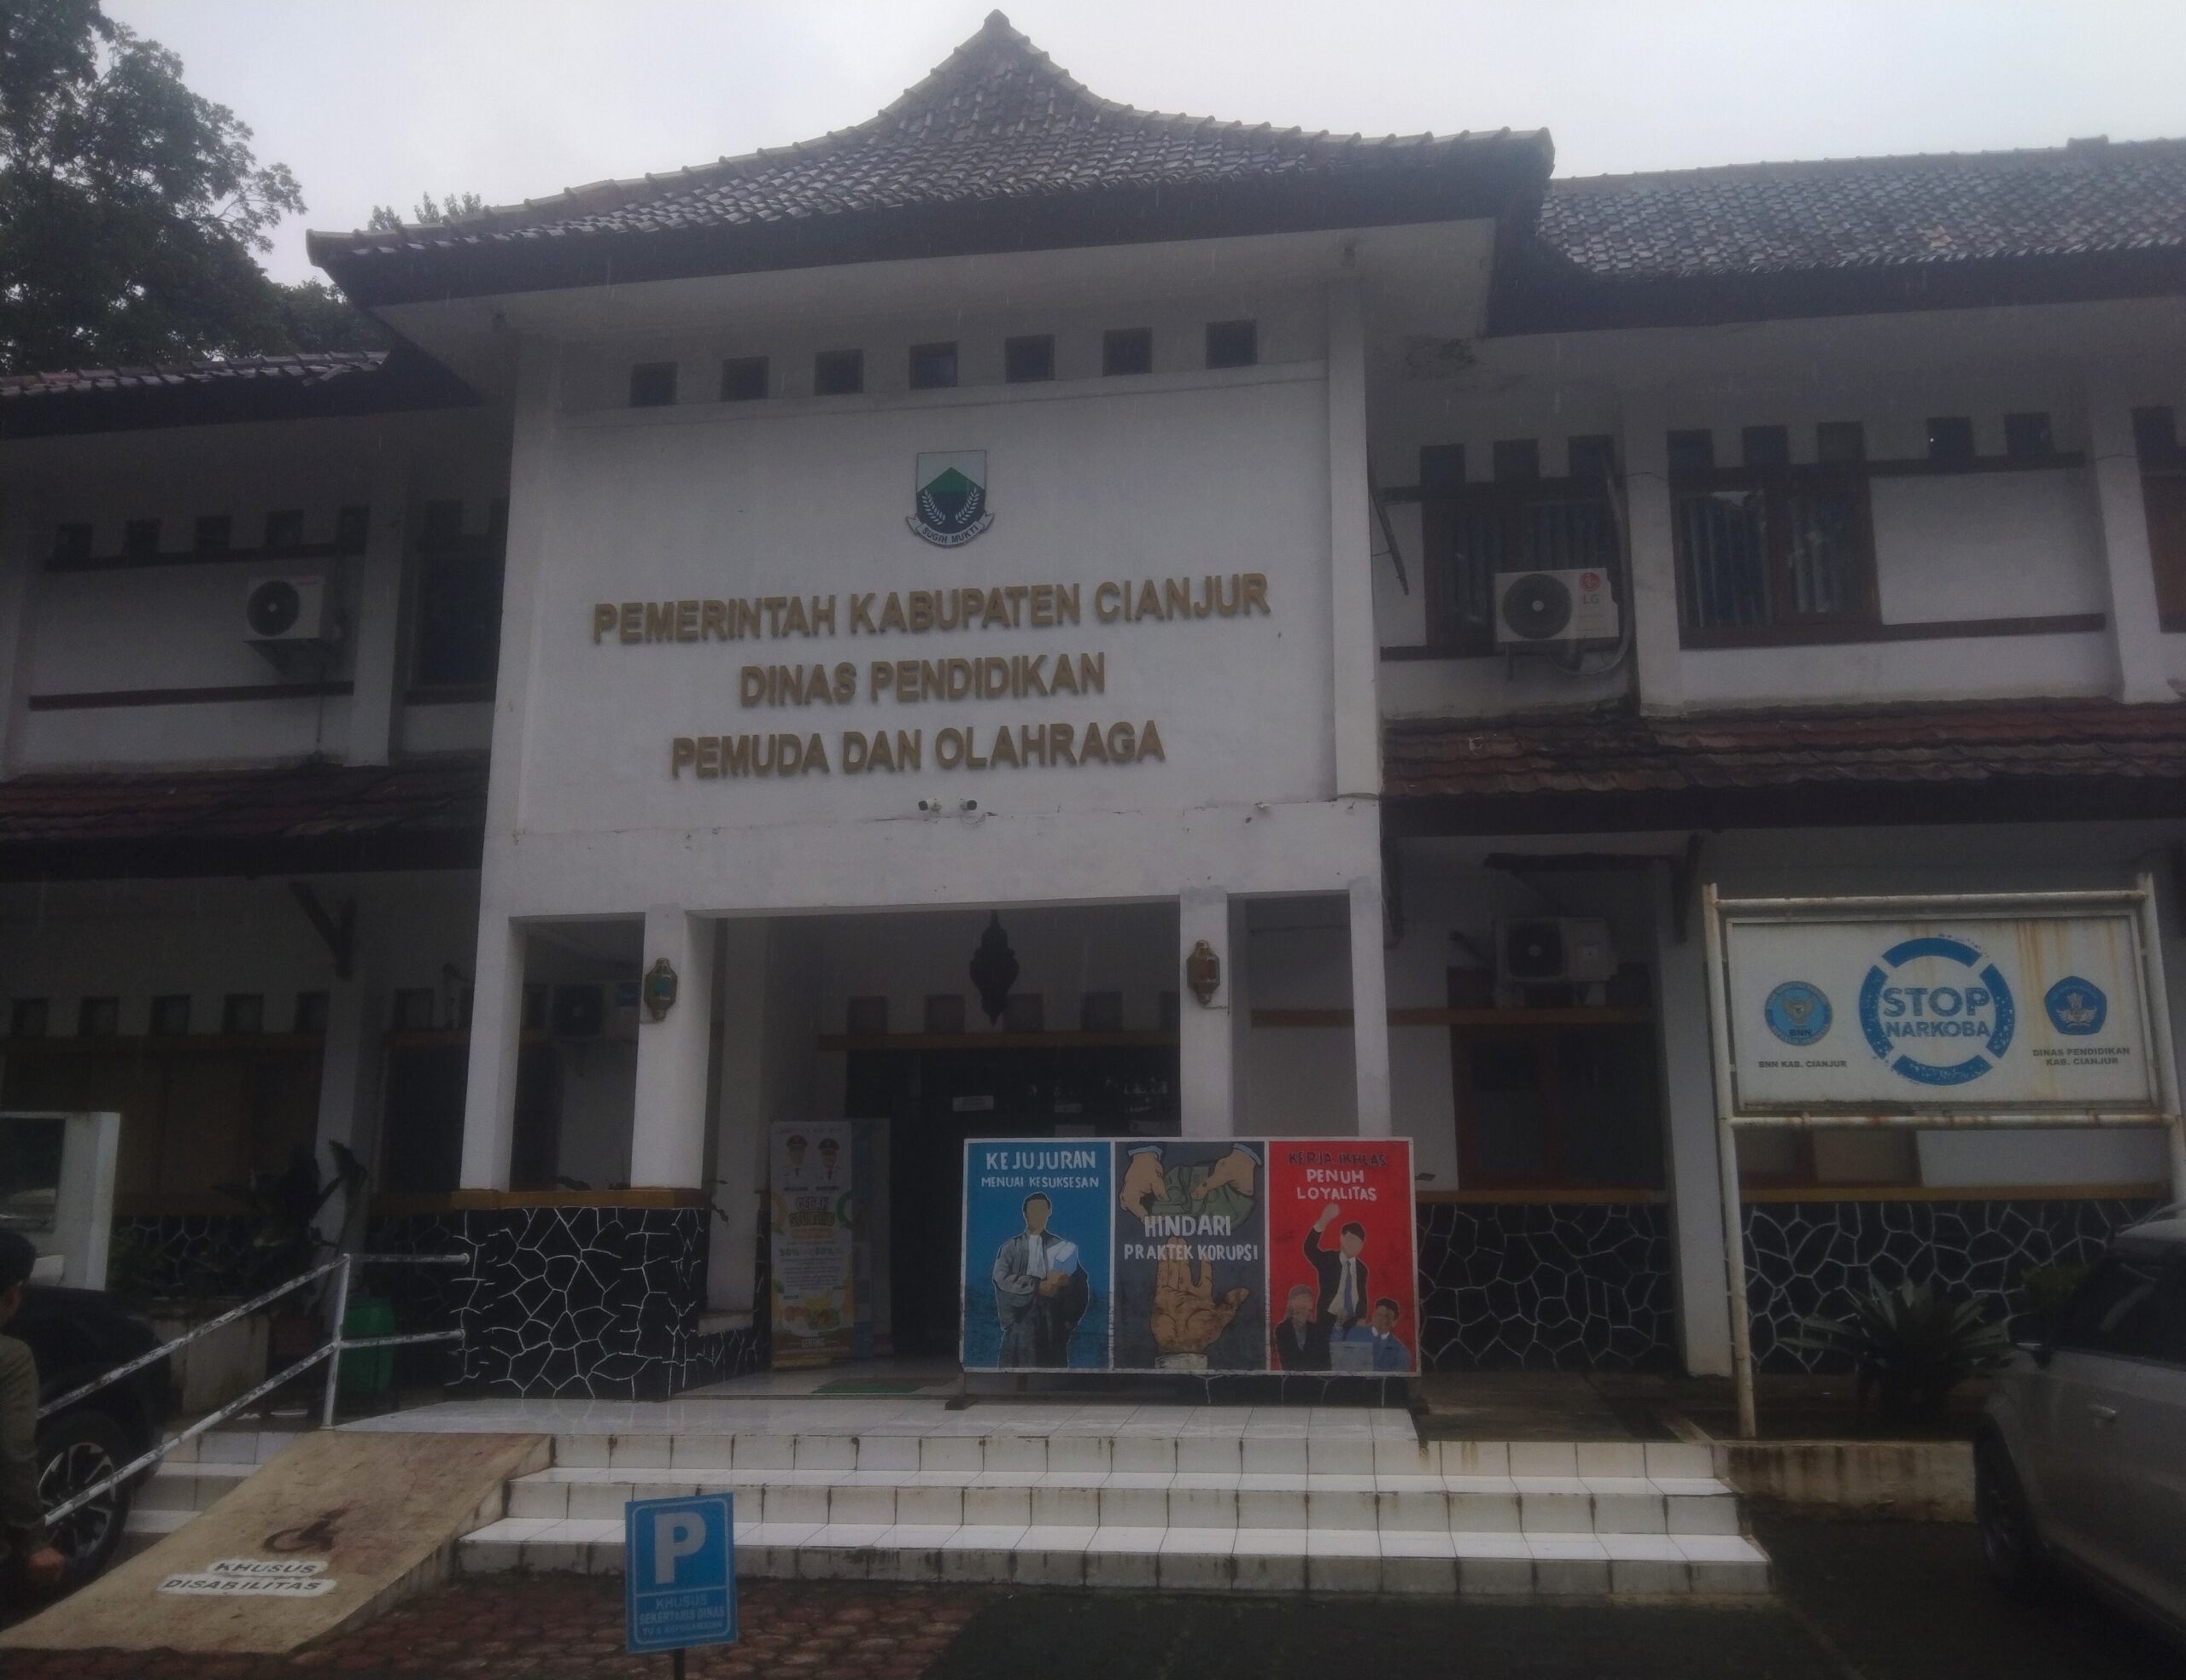 SUGIH MUKTI
PEMERINTAH KABUPATEN CIANJUR
DINAS PENDIDIKAN
PEMUDA DAN OLAHRAGA
LG
BNN
BNN KAB. CIANJUR
STOP
NARKOBA
DINAS PENDIDIKAN
KAB. CIANJUR
KEJUJURAN
MENUAI KESUKSESAN
HINDARI
PRAKTEK KORUPSI
KERJA IKHLAS
PENUH
LOYALITAS
KHUSUS
DISABILITAS
P
KHUSUS
SEKERTARIS DINAS